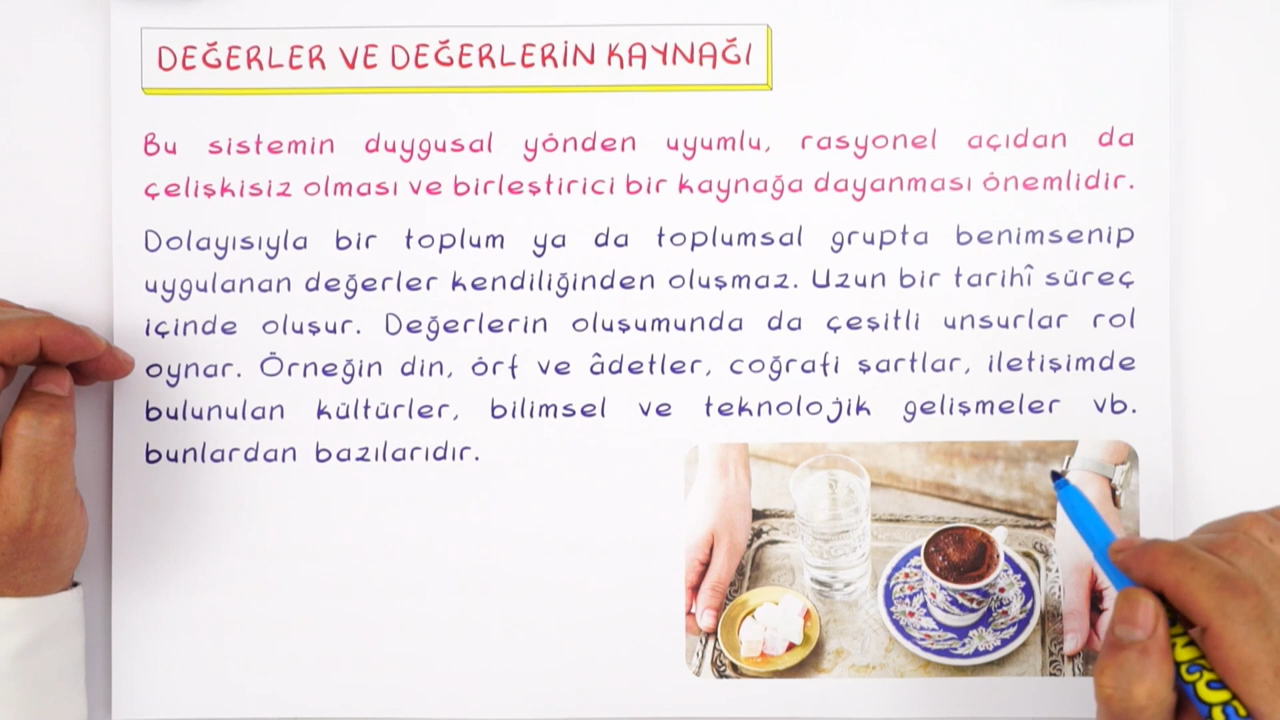 DEĞERLER VE DEĞERLERİN KAYNAĞI
Bu sistemin duygusal yönden uyumlu, rasyonel açıdan da
çelişkisiz olması ve birleştirici bir kaynağa dayanması önemlidir.
Dolayısıyla bir toplum ya da toplumsal grupta benimsenip
uygulanan değerler kendiliğinden oluşmaz. Uzun bir tarihî süreç
içinde oluşur. Değerlerin oluşumunda da çeşitli unsurlar rol
oynar. Örneğin din, örf ve âdetler, coğrafi şartlar, iletişimde
bulunulan kültürler, bilimsel ve teknolojik gelişmeler vb.
bunlardan bazılarıdır.